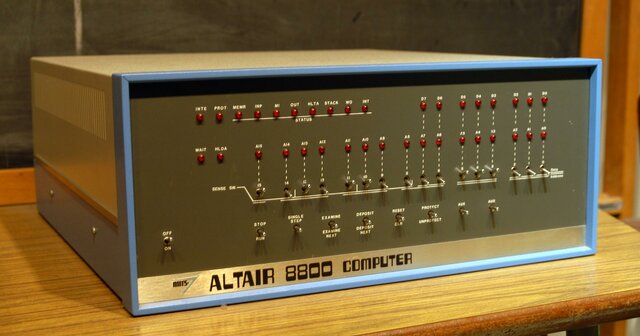 INTE PROT MEMR INP MI OUT HLTA STACK WO INT D7 D6 D5 D4 D3 D2 D1 D0
STATUS
WAIT HLDA A15 A14 A13 A12 A11 A10 A9 A8 A7 A6 A5 A4 A3 A2 A1 A0
SENSE SW
OFF
ON
STOP
RUN
SINGLE
STEP
EXAMINE
EXAMINE
NEXT
DEPOSIT
DEPOSIT
NEXT
RESET
CLR
PROTECT
UNPROTECT
AUX
AUX
MITS
ALTAIR 8800 COMPUTER